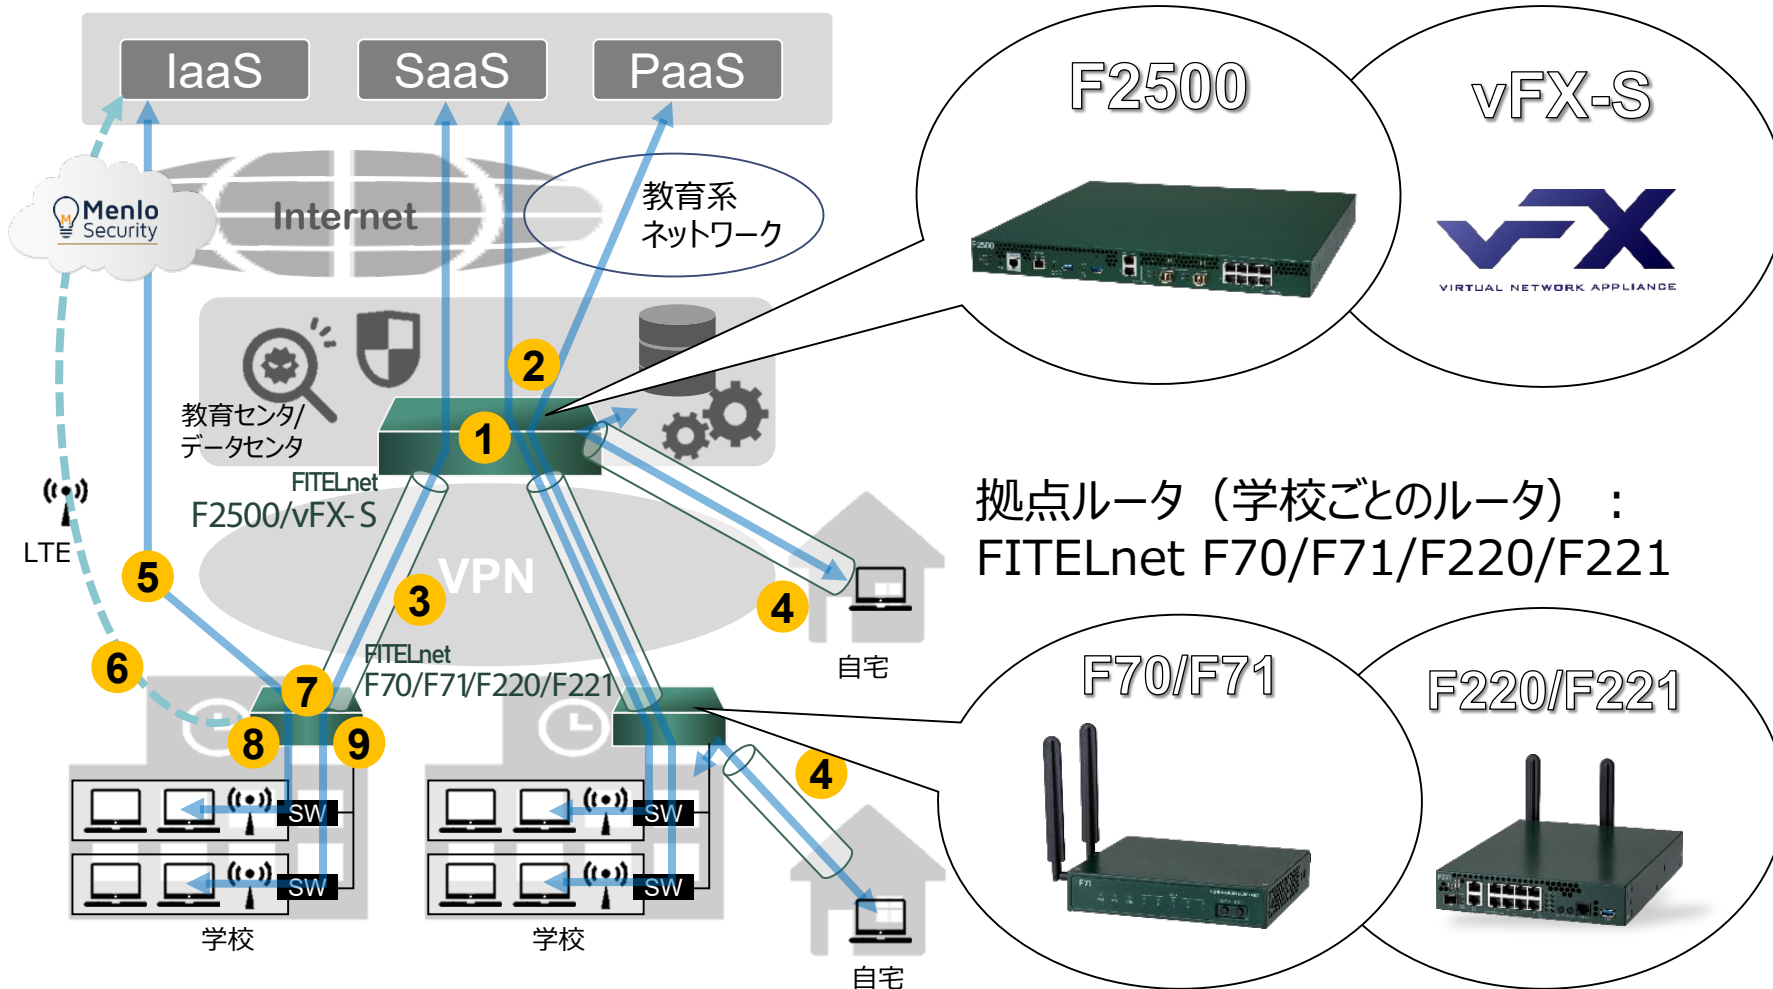 IaaS
SaaS
PaaS
F2500
vFX-S
Menlo
Security
Internet
教育系
ネットワーク
F2500
vFX
VIRTUAL NETWORK APPLIANCE
2
教育センタ/
データセンタ
1
FITELnet
F2500/vFX-S
LTE
拠点ルータ（学校ごとのルータ）：
FITELnet F70/F71/F220/F221
VPN
5
3
4
自宅
6
FITELnet
F70/F71/F220/F221
7
8
9
4
F70/F71
F220/F221
SW
SW
SW
SW
F71
F221
学校
学校
自宅